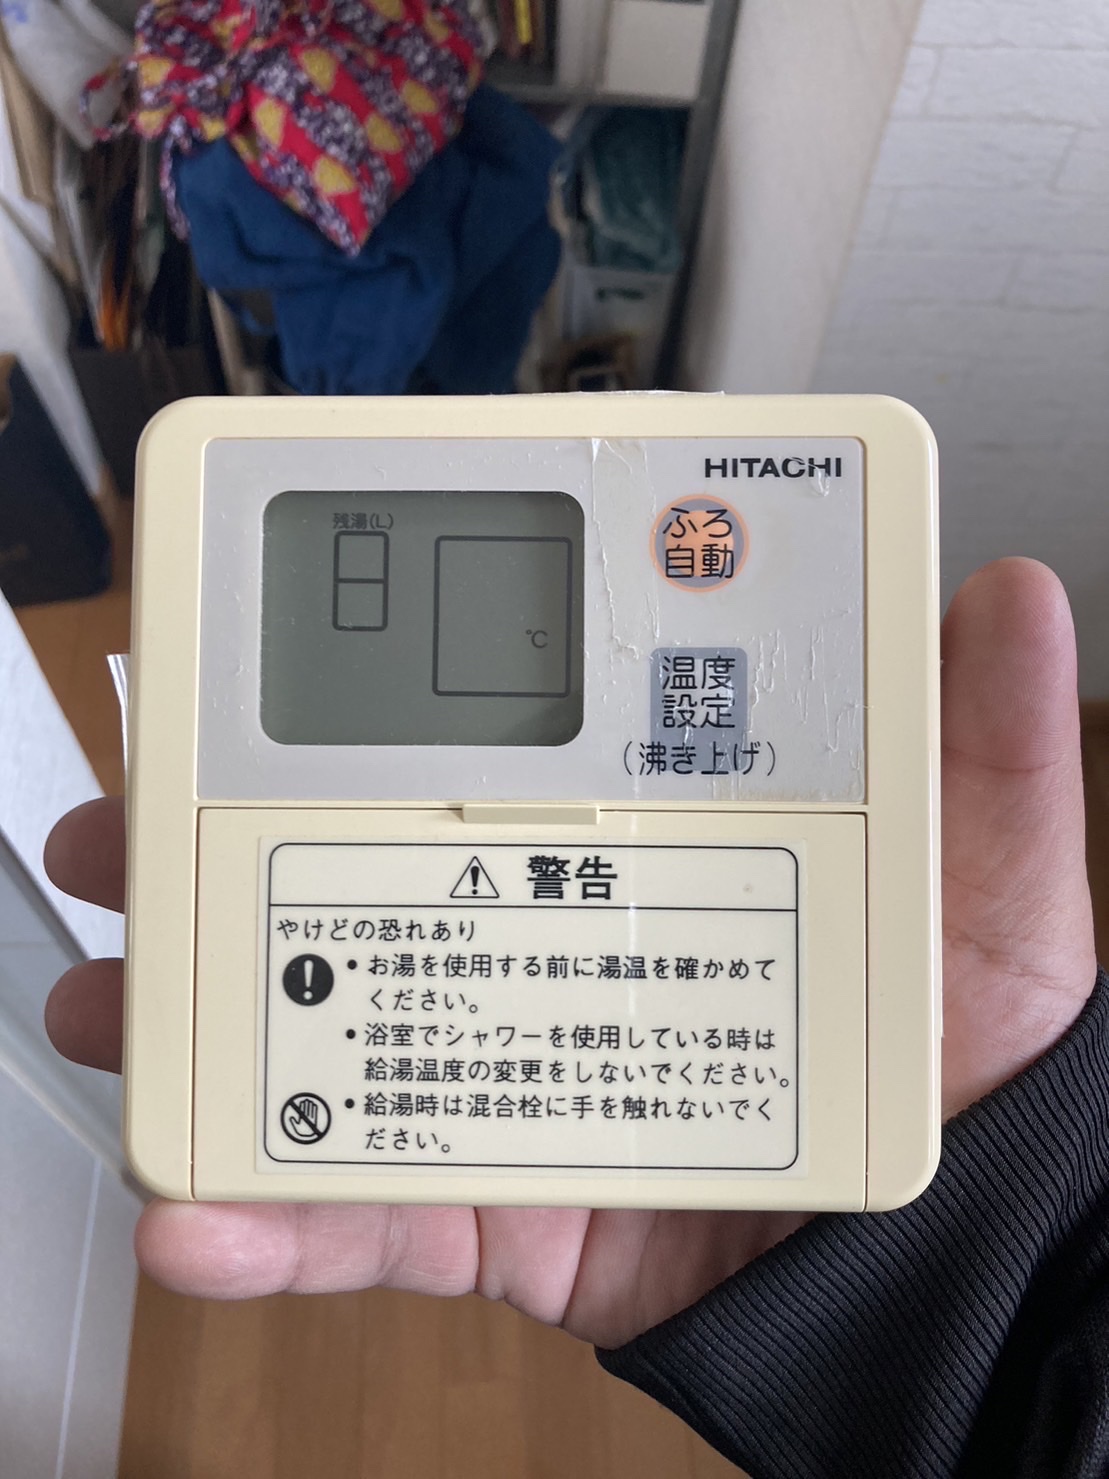 HITACHI
残湯(L)
ふろ
自動
℃
温度
設定
(沸き上げ)
警告
やけどの恐れあり
•お湯を使用する前に湯温を確かめて
ください。
•浴室でシャワーを使用している時は
給湯温度の変更をしないでください。
•給湯時は混合栓に手を触れないでく
ださい。